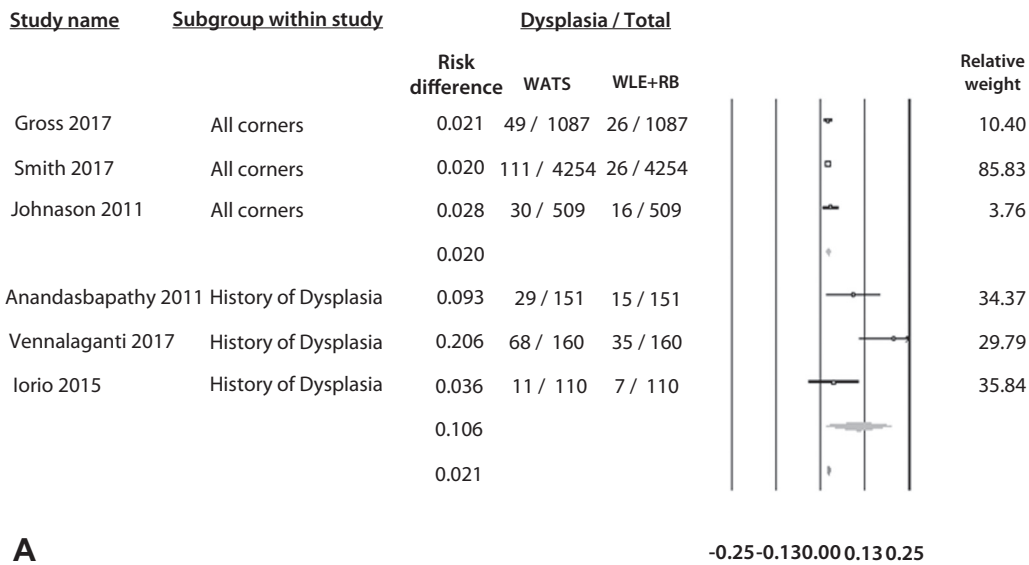 Study name Subgroup within study Dysplasia / Total
Risk difference WATS WLE+RB Relative weight
Gross 2017 All corners 0.021 49 / 1087 26 / 1087 10.40
Smith 2017 All corners 0.020 111 / 4254 26 / 4254 85.83
Johnason 2011 All corners 0.028 30 / 509 16 / 509 3.76
0.020
Anandasbapathy 2011 History of Dysplasia 0.093 29 / 151 15 / 151 34.37
Vennalaganti 2017 History of Dysplasia 0.206 68 / 160 35 / 160 29.79
Iorio 2015 History of Dysplasia 0.036 11 / 110 7 / 110 35.84
0.106
0.021
A -0.25 -0.13 0.00 0.13 0.25